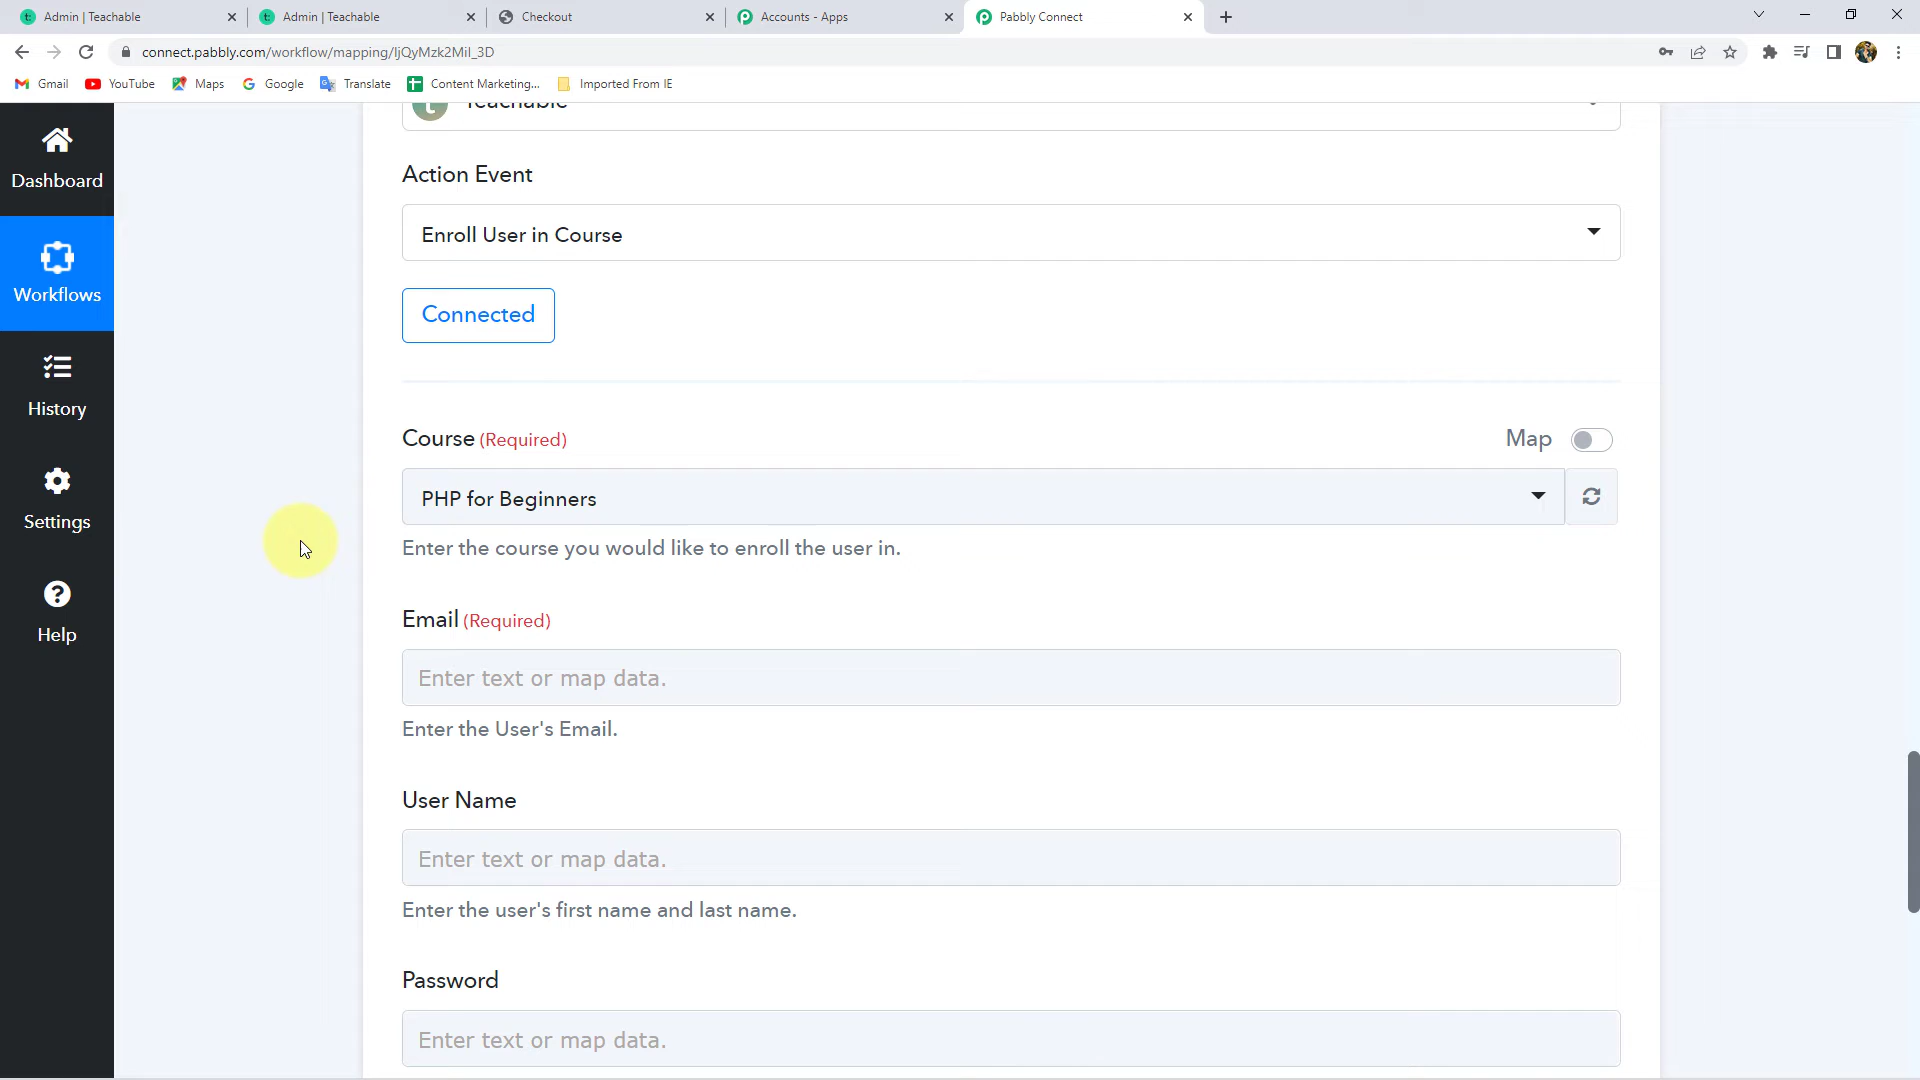 Admin | Teachable
Admin | Teachable
Checkout
Accounts - Apps
Pabbly Connect
connect.pabbly.com/workflow/mapping/IjQyMzk2MiI_3D
Gmail
YouTube
Maps
Google
Translate
Content Marketing...
Imported From IE
Teachable
Dashboard
Workflows
History
Settings
Help
Action Event
Enroll User in Course
Connected
Course (Required)
Map
PHP for Beginners
Enter the course you would like to enroll the user in.
Email (Required)
Enter text or map data.
Enter the User's Email.
User Name
Enter text or map data.
Enter the user's first name and last name.
Password
Enter text or map data.